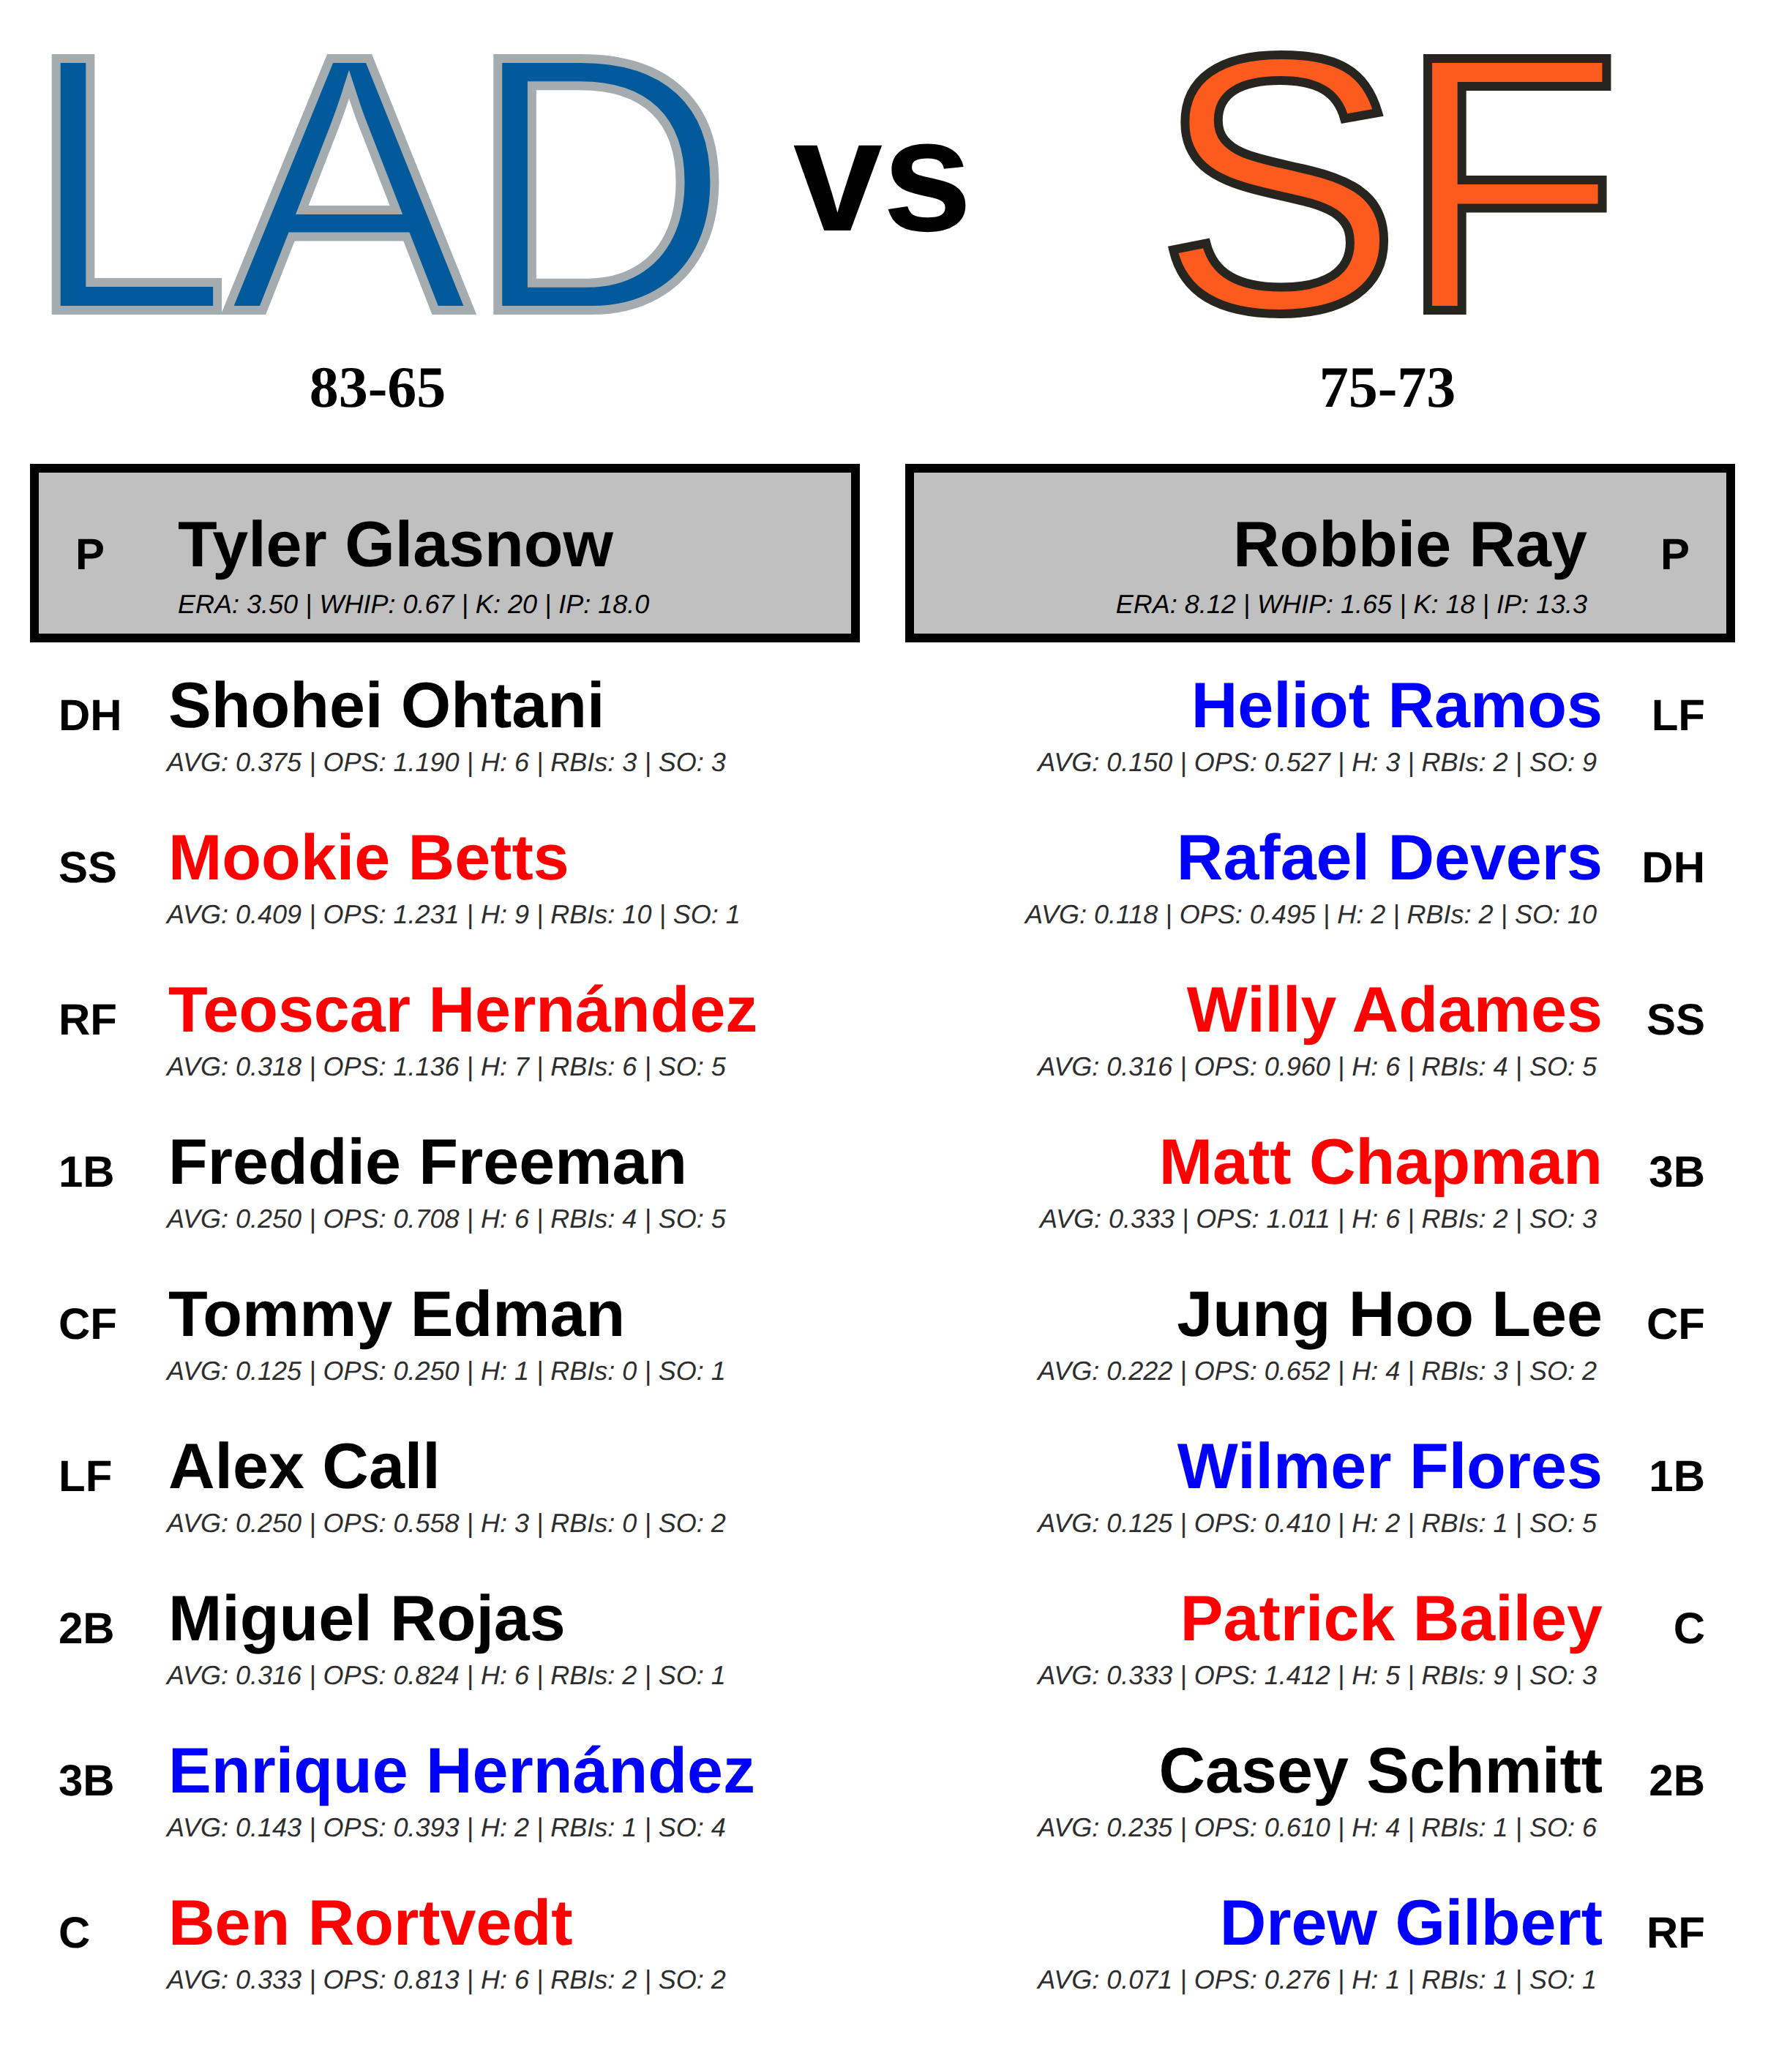 LAD vs SF
83-65
75-73
P Tyler Glasnow
ERA: 3.50 | WHIP: 0.67 | K: 20 | IP: 18.0
Robbie Ray P
ERA: 8.12 | WHIP: 1.65 | K: 18 | IP: 13.3
DH Shohei Ohtani
AVG: 0.375 | OPS: 1.190 | H: 6 | RBIs: 3 | SO: 3
SS Mookie Betts
AVG: 0.409 | OPS: 1.231 | H: 9 | RBIs: 10 | SO: 1
RF Teoscar Hernández
AVG: 0.318 | OPS: 1.136 | H: 7 | RBIs: 6 | SO: 5
1B Freddie Freeman
AVG: 0.250 | OPS: 0.708 | H: 6 | RBIs: 4 | SO: 5
CF Tommy Edman
AVG: 0.125 | OPS: 0.250 | H: 1 | RBIs: 0 | SO: 1
LF Alex Call
AVG: 0.250 | OPS: 0.558 | H: 3 | RBIs: 0 | SO: 2
2B Miguel Rojas
AVG: 0.316 | OPS: 0.824 | H: 6 | RBIs: 2 | SO: 1
3B Enrique Hernández
AVG: 0.143 | OPS: 0.393 | H: 2 | RBIs: 1 | SO: 4
C Ben Rortvedt
AVG: 0.333 | OPS: 0.813 | H: 6 | RBIs: 2 | SO: 2
Heliot Ramos LF
AVG: 0.150 | OPS: 0.527 | H: 3 | RBIs: 2 | SO: 9
Rafael Devers DH
AVG: 0.118 | OPS: 0.495 | H: 2 | RBIs: 2 | SO: 10
Willy Adames SS
AVG: 0.316 | OPS: 0.960 | H: 6 | RBIs: 4 | SO: 5
Matt Chapman 3B
AVG: 0.333 | OPS: 1.011 | H: 6 | RBIs: 2 | SO: 3
Jung Hoo Lee CF
AVG: 0.222 | OPS: 0.652 | H: 4 | RBIs: 3 | SO: 2
Wilmer Flores 1B
AVG: 0.125 | OPS: 0.410 | H: 2 | RBIs: 1 | SO: 5
Patrick Bailey C
AVG: 0.333 | OPS: 1.412 | H: 5 | RBIs: 9 | SO: 3
Casey Schmitt 2B
AVG: 0.235 | OPS: 0.610 | H: 4 | RBIs: 1 | SO: 6
Drew Gilbert RF
AVG: 0.071 | OPS: 0.276 | H: 1 | RBIs: 1 | SO: 1